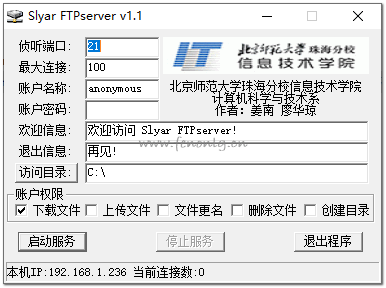 Slyar FTPserver v1.1
侦听端口: 21
最大连接: 100
账户名称: anonymous
账户密码:
欢迎信息: 欢迎访问 Slyar FTPserver!
退出信息: 再见!
访问目录: C:\
IT 北京师范大学珠海分校
信息技术学院
北京师范大学珠海分校信息技术学院
计算机科学与技术系
作者: 姜南 廖华琼
账户权限
下载文件 上传文件 文件更名 删除文件 创建目录
启动服务 停止服务 退出程序
本机IP:192.168.1.236 当前连接数:0